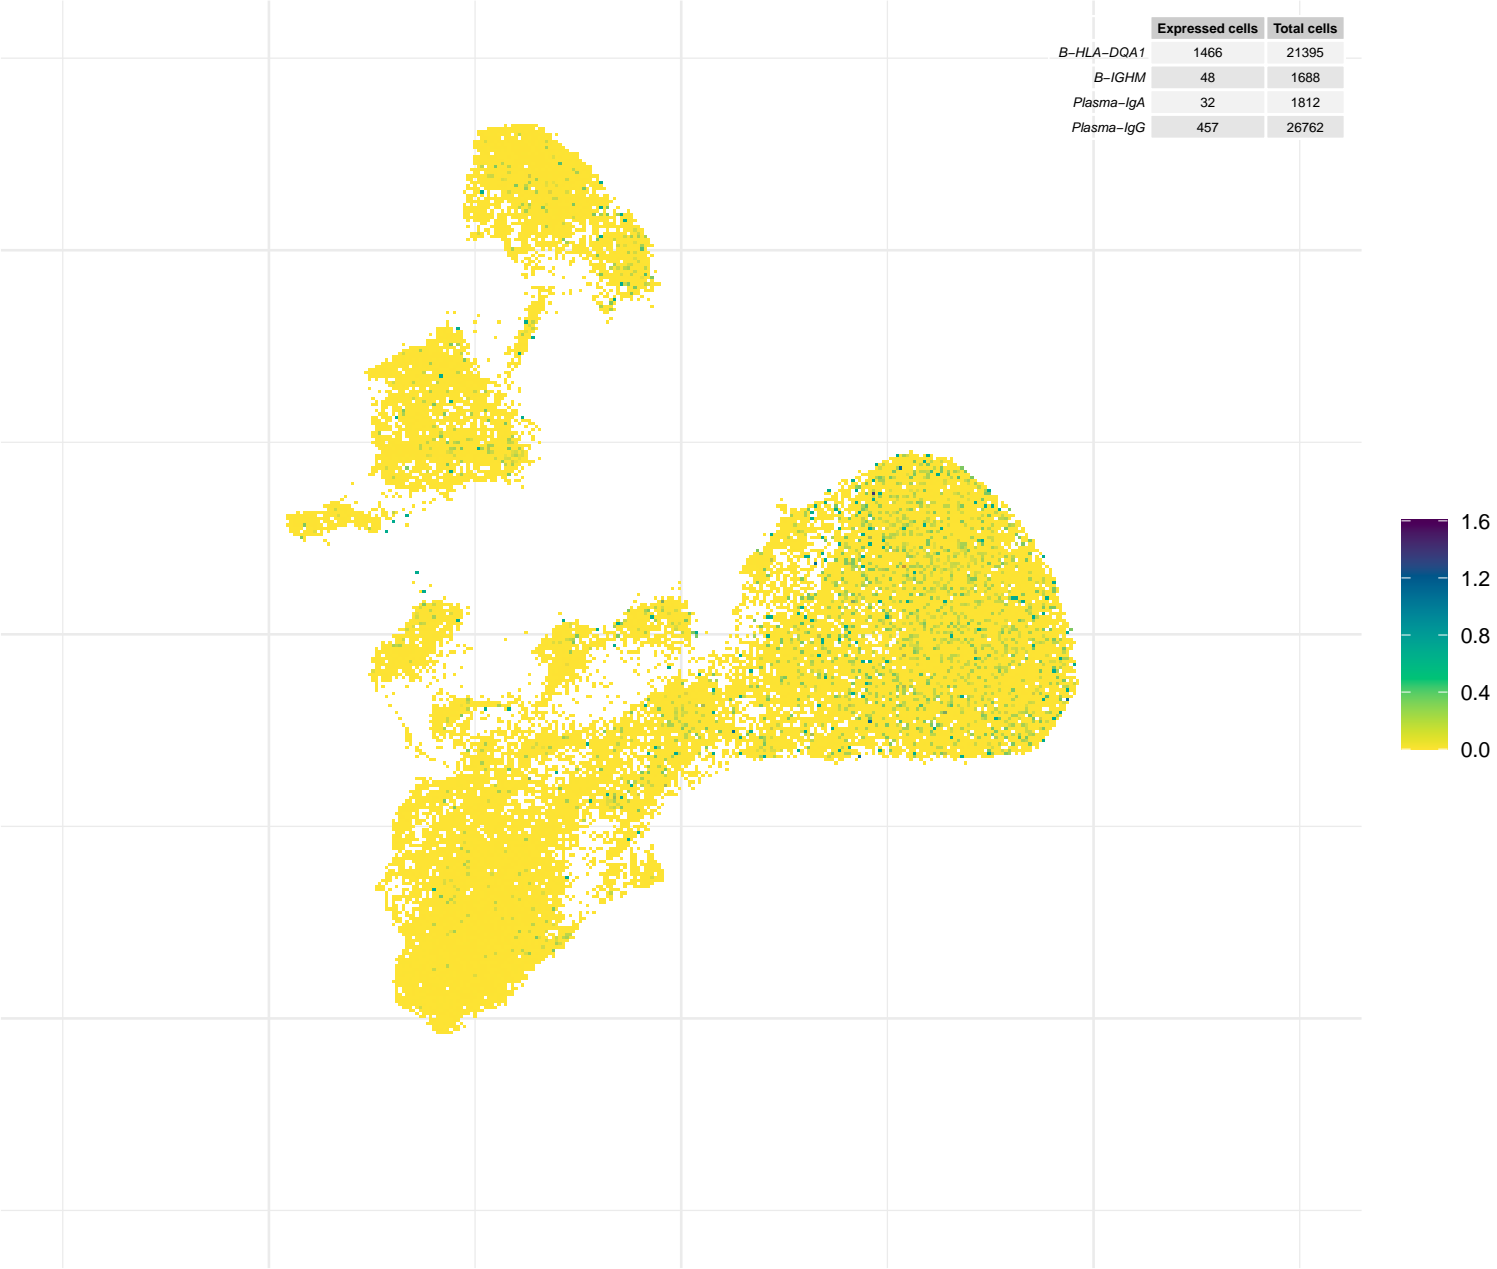 Expressed cells Total cells
B−HLA−DQA1 1466 21395
B−IGHM 48 1688
Plasma−IgA 32 1812
Plasma−IgG 457 26762
1.6
1.2
0.8
0.4
0.0